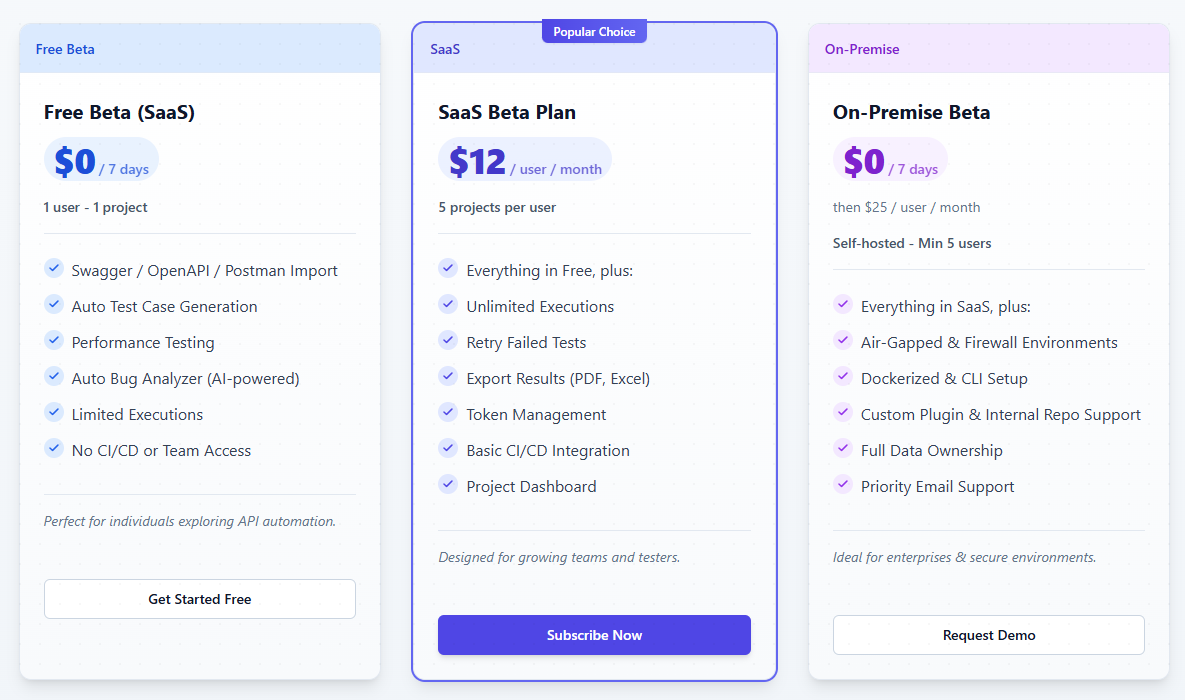 Free Beta
Free Beta (SaaS)
$0 / 7 days
1 user - 1 project
Swagger / OpenAPI / Postman Import
Auto Test Case Generation
Performance Testing
Auto Bug Analyzer (AI-powered)
Limited Executions
No CI/CD or Team Access
Perfect for individuals exploring API automation.
Get Started Free
Popular Choice
SaaS
SaaS Beta Plan
$12 / user / month
5 projects per user
Everything in Free, plus:
Unlimited Executions
Retry Failed Tests
Export Results (PDF, Excel)
Token Management
Basic CI/CD Integration
Project Dashboard
Designed for growing teams and testers.
Subscribe Now
On-Premise
On-Premise Beta
$0 / 7 days
then $25 / user / month
Self-hosted - Min 5 users
Everything in SaaS, plus:
Air-Gapped & Firewall Environments
Dockerized & CLI Setup
Custom Plugin & Internal Repo Support
Full Data Ownership
Priority Email Support
Ideal for enterprises & secure environments.
Request Demo